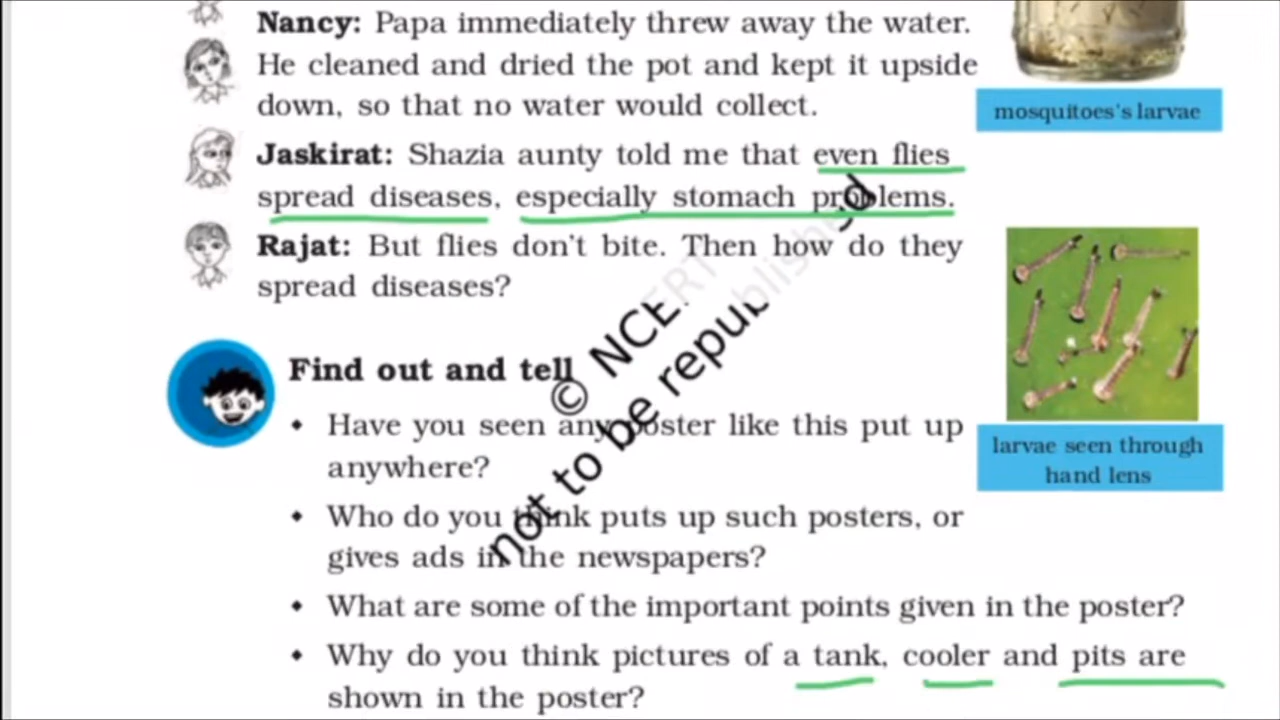 Nancy: Papa immediately threw away the water.
He cleaned and dried the pot and kept it upside
down, so that no water would collect.
mosquitoes's larvae
Jaskirat: Shazia aunty told me that even flies
spread diseases, especially stomach problems.
Rajat: But flies don't bite. Then how do they
spread diseases?
© NCERT
not to be republished
Find out and tell
• Have you seen any poster like this put up
anywhere?
larvae seen through
hand lens
• Who do you think puts up such posters, or
gives ads in the newspapers?
• What are some of the important points given in the poster?
• Why do you think pictures of a tank, cooler and pits are
shown in the poster?